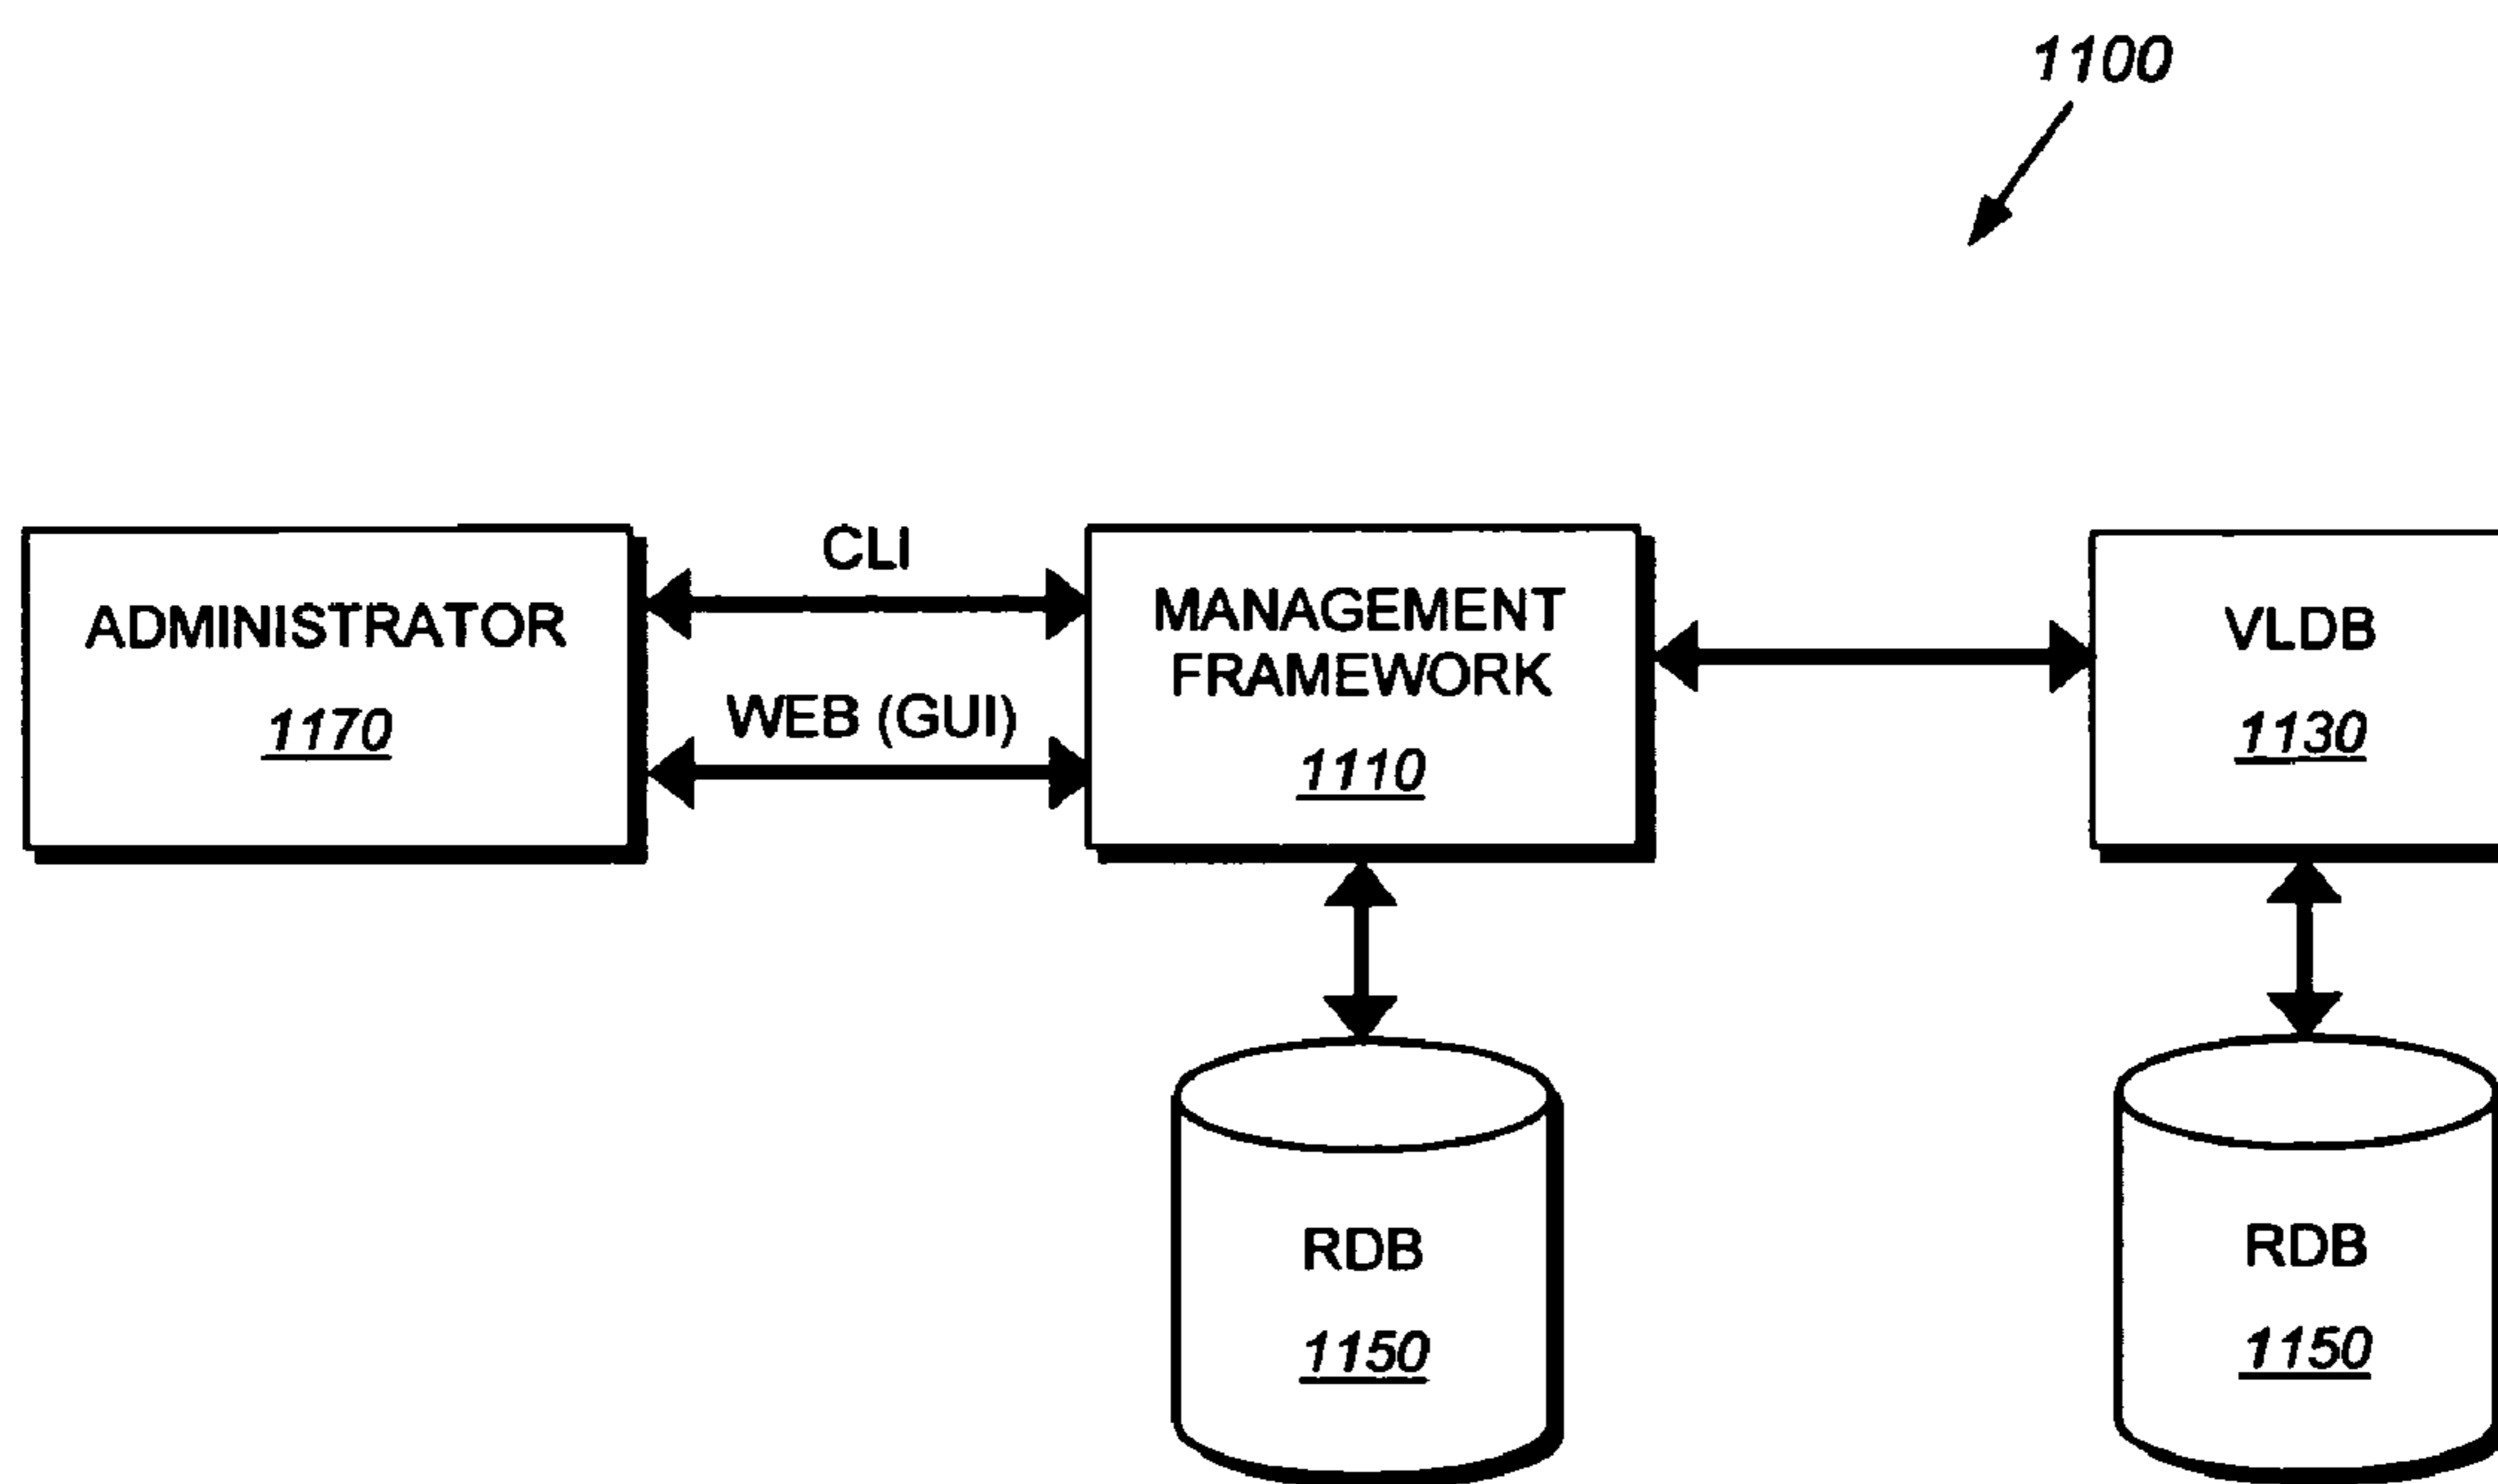 1100
CLI
ADMINISTRATOR
1170
WEB (GUI)
MANAGEMENT
FRAMEWORK
1110
VLDB
1130
RDB
1150
RDB
1150